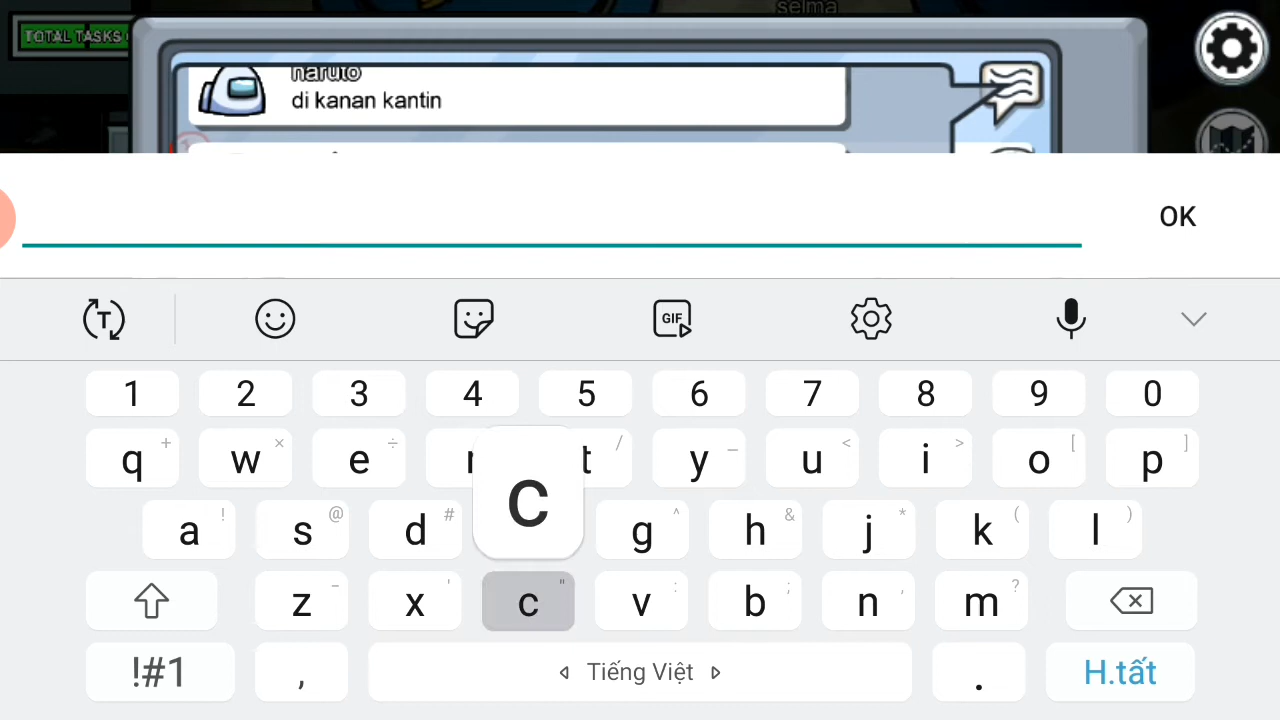 selma
TOTAL TASKS
naruto
di kanan kantin
OK
T
GIF
1 2 3 4 5 6 7 8 9 0
q + w × e ÷ t / y _ u < i > o [ p ]
c
a ! s @ d # g ^ h & j * k ( l )
z - x ' c " v : b ; n , m ?
!#1 , Tiếng Việt . H.tất